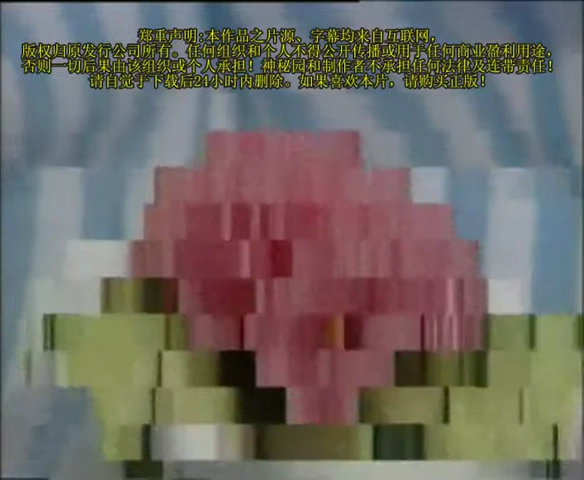 郑重声明:本作品之片源、字幕均来自互联网,
版权归原发行公司所有。任何组织和个人不得公开传播或用于任何商业盈利用途,
否则一切后果由该组织或个人承担！神秘园和制作者不承担任何法律及连带责任！
请自觉于下载后24小时内删除。如果喜欢本片，请购买正版！